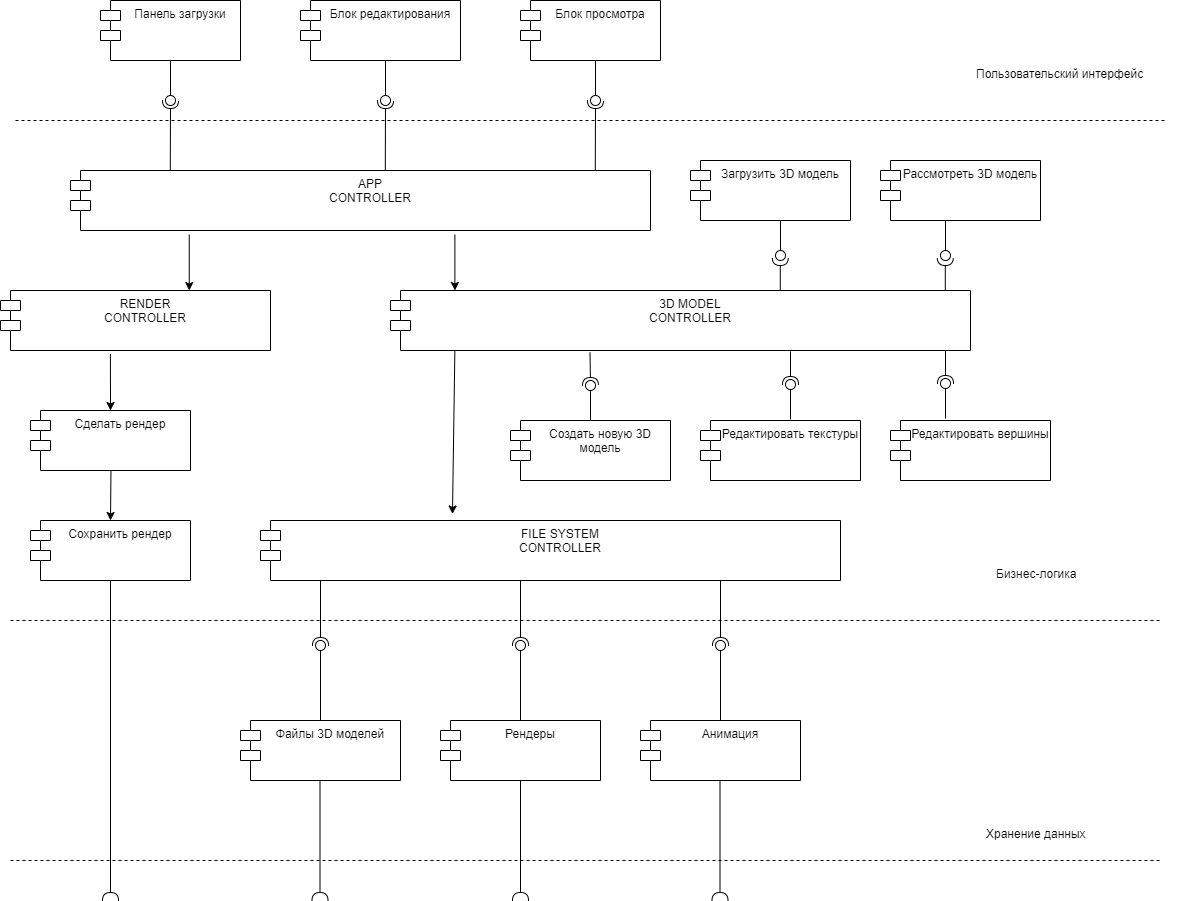 Панель загрузки
Блок редактирования
Блок просмотра
Пользовательский интерфейс
APP
CONTROLLER
Загрузить 3D модель
Рассмотреть 3D модель
RENDER
CONTROLLER
3D MODEL
CONTROLLER
Сделать рендер
Создать новую 3D
модель
Редактировать текстуры
Редактировать вершины
Сохранить рендер
FILE SYSTEM
CONTROLLER
Бизнес-логика
Файлы 3D моделей
Рендеры
Анимация
Хранение данных